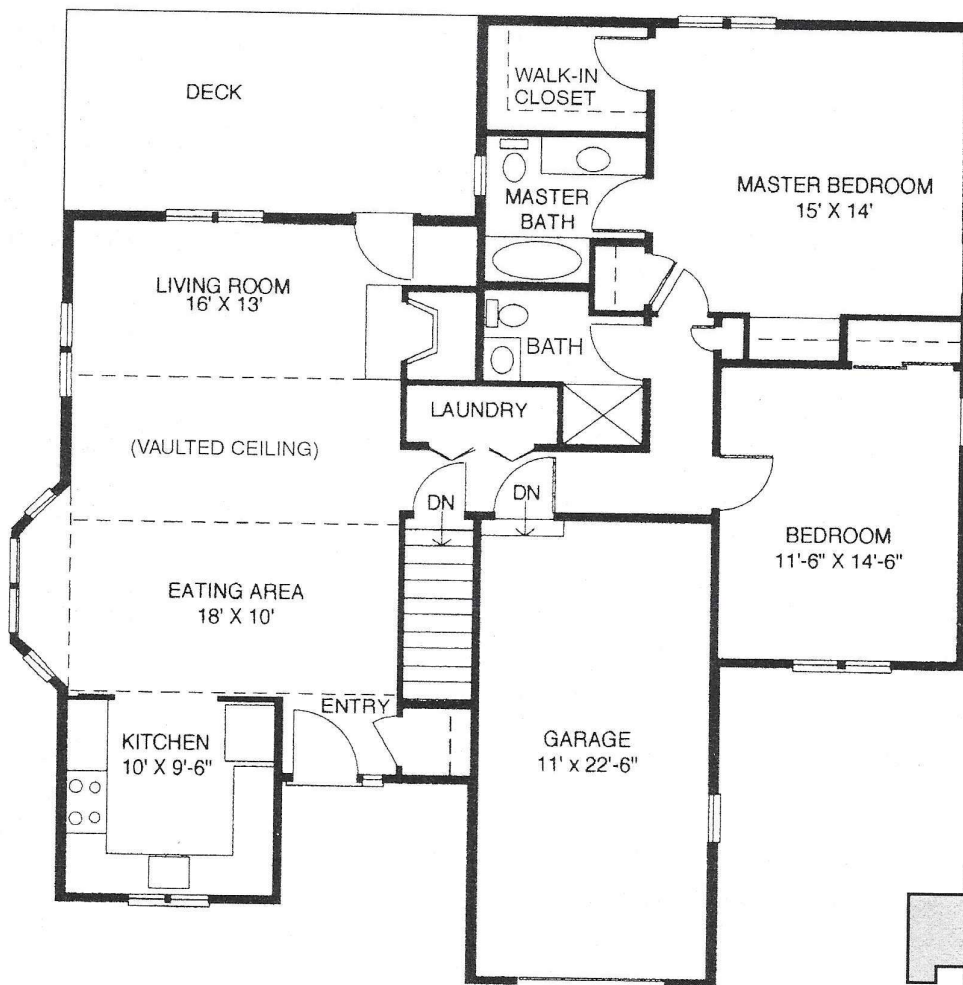 DECK
WALK-IN
CLOSET
MASTER
BATH
MASTER BEDROOM
15' X 14'
LIVING ROOM
16' X 13'
BATH
LAUNDRY
(VAULTED CEILING)
DN
DN
BEDROOM
11'-6" X 14'-6"
EATING AREA
18' X 10'
ENTRY
KITCHEN
10' X 9'-6"
GARAGE
11' x 22'-6"